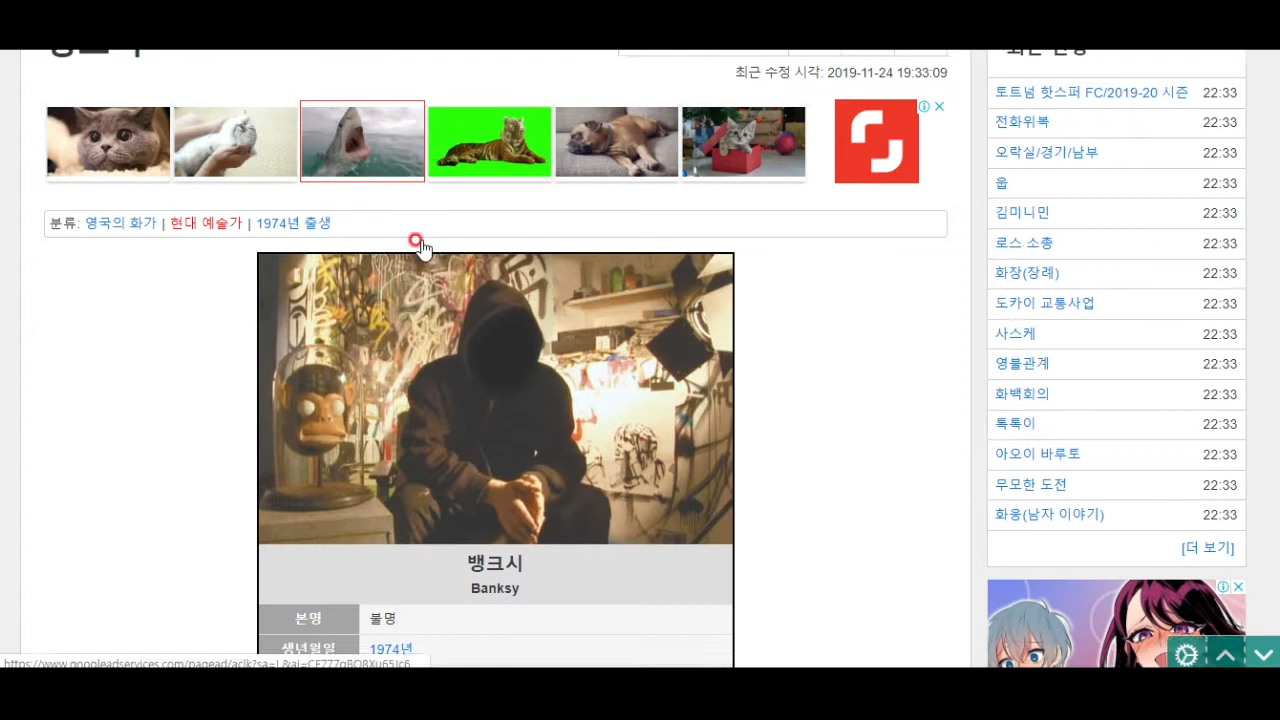 최근 수정 시각: 2019-11-24 19:33:09
분류: 영국의 화가 | 현대 예술가 | 1974년 출생
뱅크시
Banksy
본명 불명
생년월일 1974년
토트넘 핫스퍼 FC/2019-20 시즌 22:33
전화위복 22:33
오락실/경기/남부 22:33
웁 22:33
김미니민 22:33
로스 소총 22:33
화장(장례) 22:33
도카이 교통사업 22:33
사스케 22:33
영불관계 22:33
화백회의 22:33
톡톡이 22:33
아오이 바루토 22:33
무모한 도전 22:33
화웅(남자 이야기) 22:33
[더 보기]